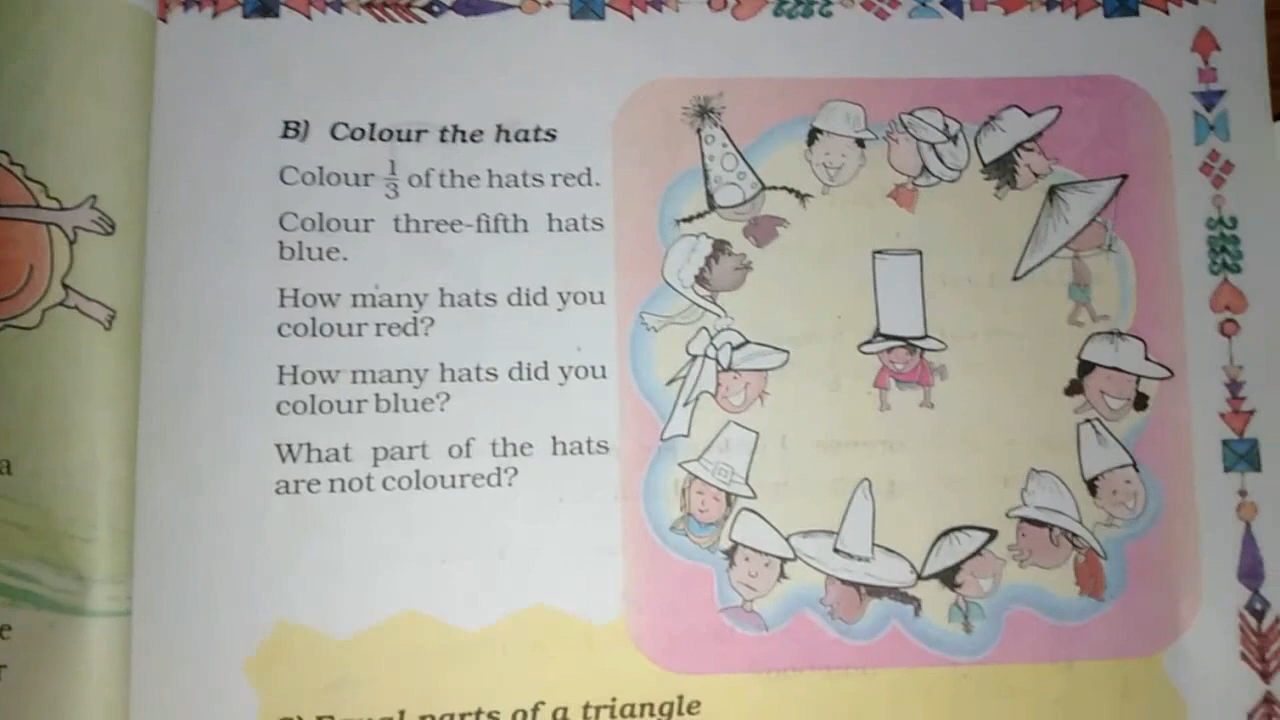 B) Colour the hats
Colour 1/3 of the hats red.
Colour three-fifth hats
blue.
How many hats did you
colour red?
How many hats did you
colour blue?
What part of the hats
are not coloured?
a
e
r
Equal parts of a triangle